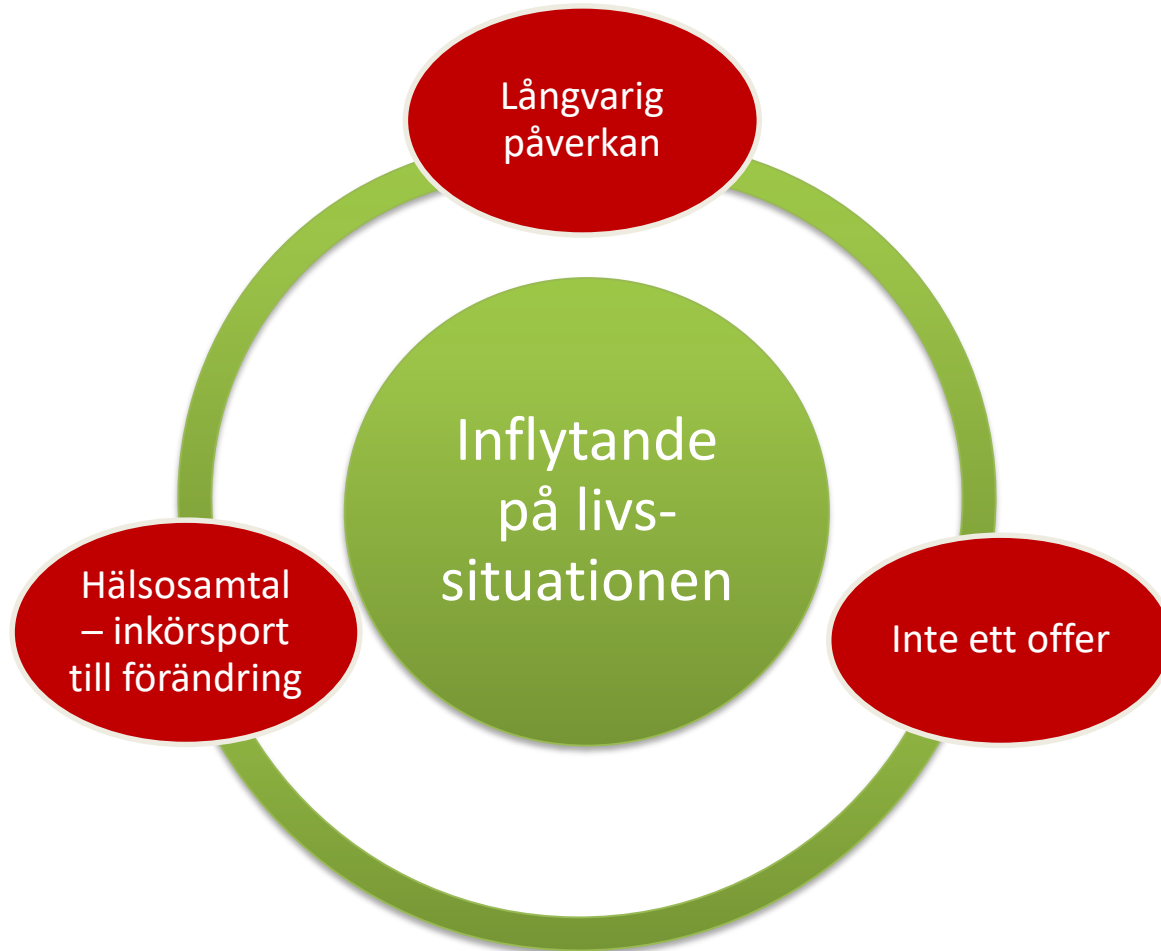 Långvarig
påverkan
Inflytande
på livs-
situationen
Hälsosamtal
– inkörsport
till förändring
Inte ett offer